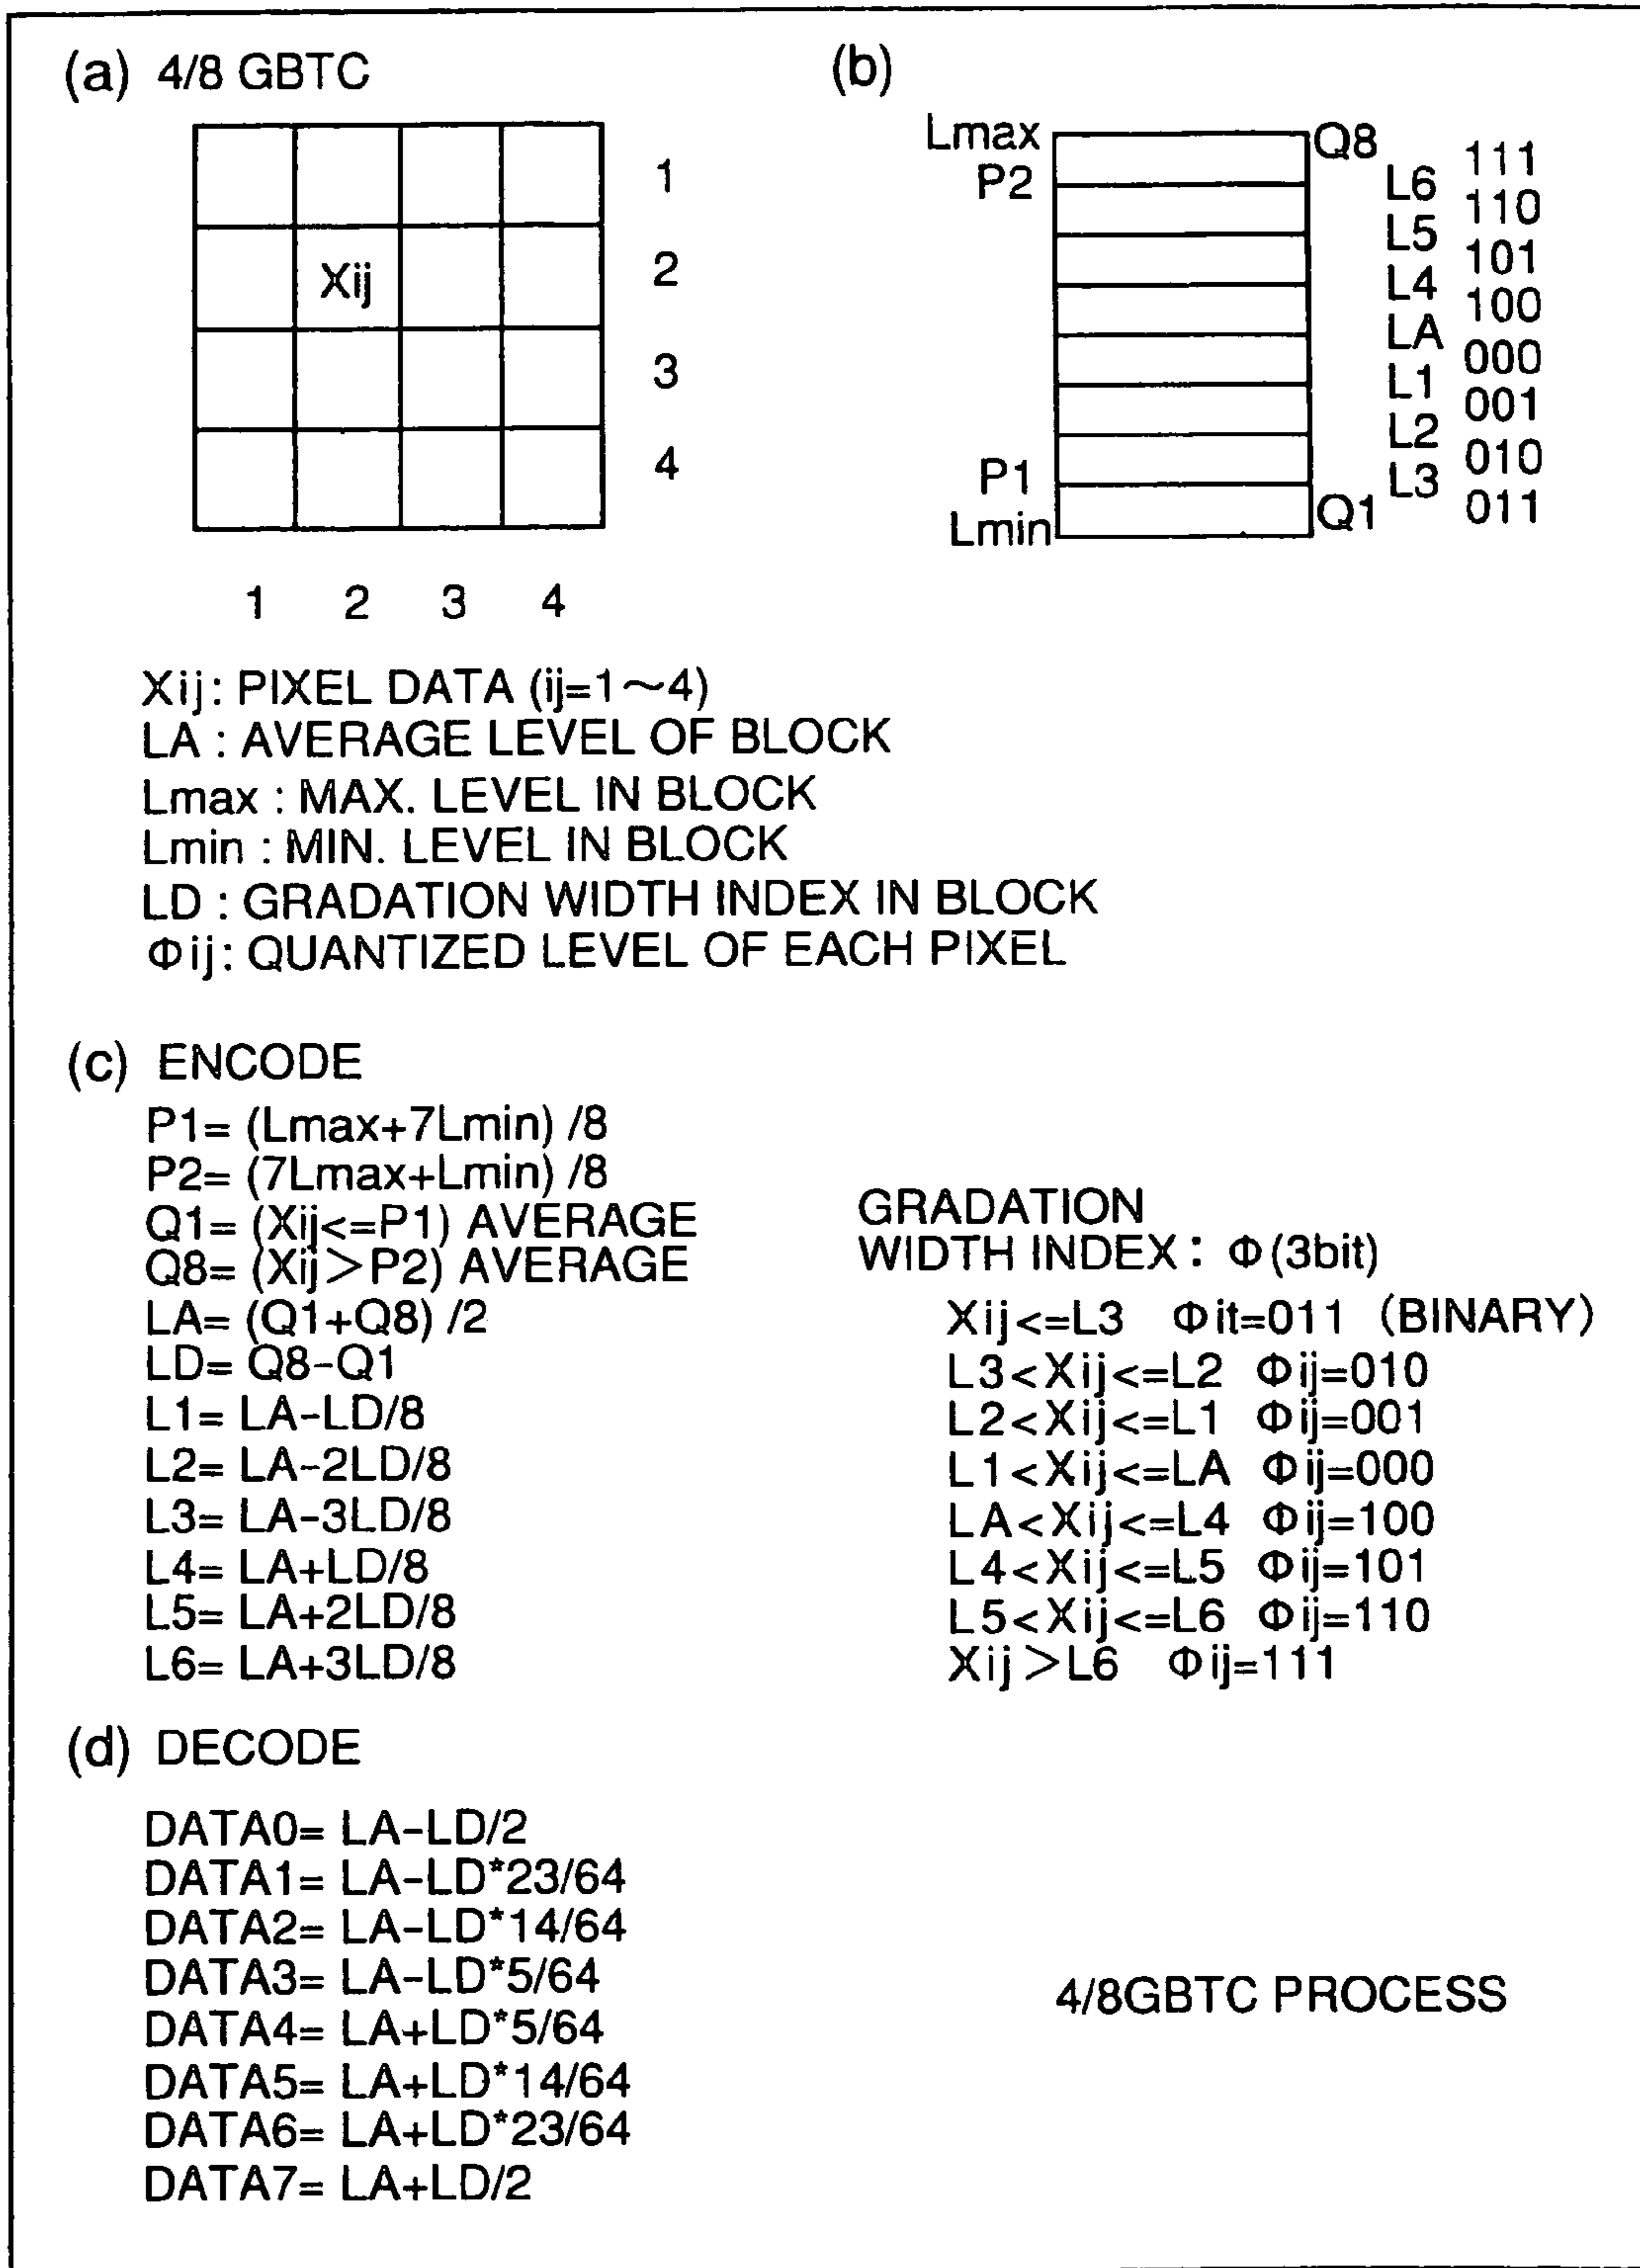 (a) 4/8 GBTC
1
2
3
4
Xij
1 2 3 4
(b)
Lmax
P2
P1
Lmin
Q8
Q1
L6
L5
L4
LA
L1
L2
L3
111
110
101
100
000
001
010
011
Xij: PIXEL DATA (ij=1～4)
LA : AVERAGE LEVEL OF BLOCK
Lmax : MAX. LEVEL IN BLOCK
Lmin : MIN. LEVEL IN BLOCK
LD : GRADATION WIDTH INDEX IN BLOCK
Φij: QUANTIZED LEVEL OF EACH PIXEL
(c) ENCODE
P1= (Lmax+7Lmin) /8
P2= (7Lmax+Lmin) /8
Q1= (Xij<=P1) AVERAGE
Q8= (Xij>P2) AVERAGE
LA= (Q1+Q8) /2
LD= Q8-Q1
L1= LA-LD/8
L2= LA-2LD/8
L3= LA-3LD/8
L4= LA+LD/8
L5= LA+2LD/8
L6= LA+3LD/8
GRADATION
WIDTH INDEX: Φ(3bit)
Xij<=L3 Φit=011 (BINARY)
L3<Xij<=L2 Φij=010
L2<Xij<=L1 Φij=001
L1<Xij<=LA Φij=000
LA<Xij<=L4 Φij=100
L4<Xij<=L5 Φij=101
L5<Xij<=L6 Φij=110
Xij>L6 Φij=111
(d) DECODE
DATA0= LA-LD/2
DATA1= LA-LD*23/64
DATA2= LA-LD*14/64
DATA3= LA-LD*5/64
DATA4= LA+LD*5/64
DATA5= LA+LD*14/64
DATA6= LA+LD*23/64
DATA7= LA+LD/2
4/8GBTC PROCESS